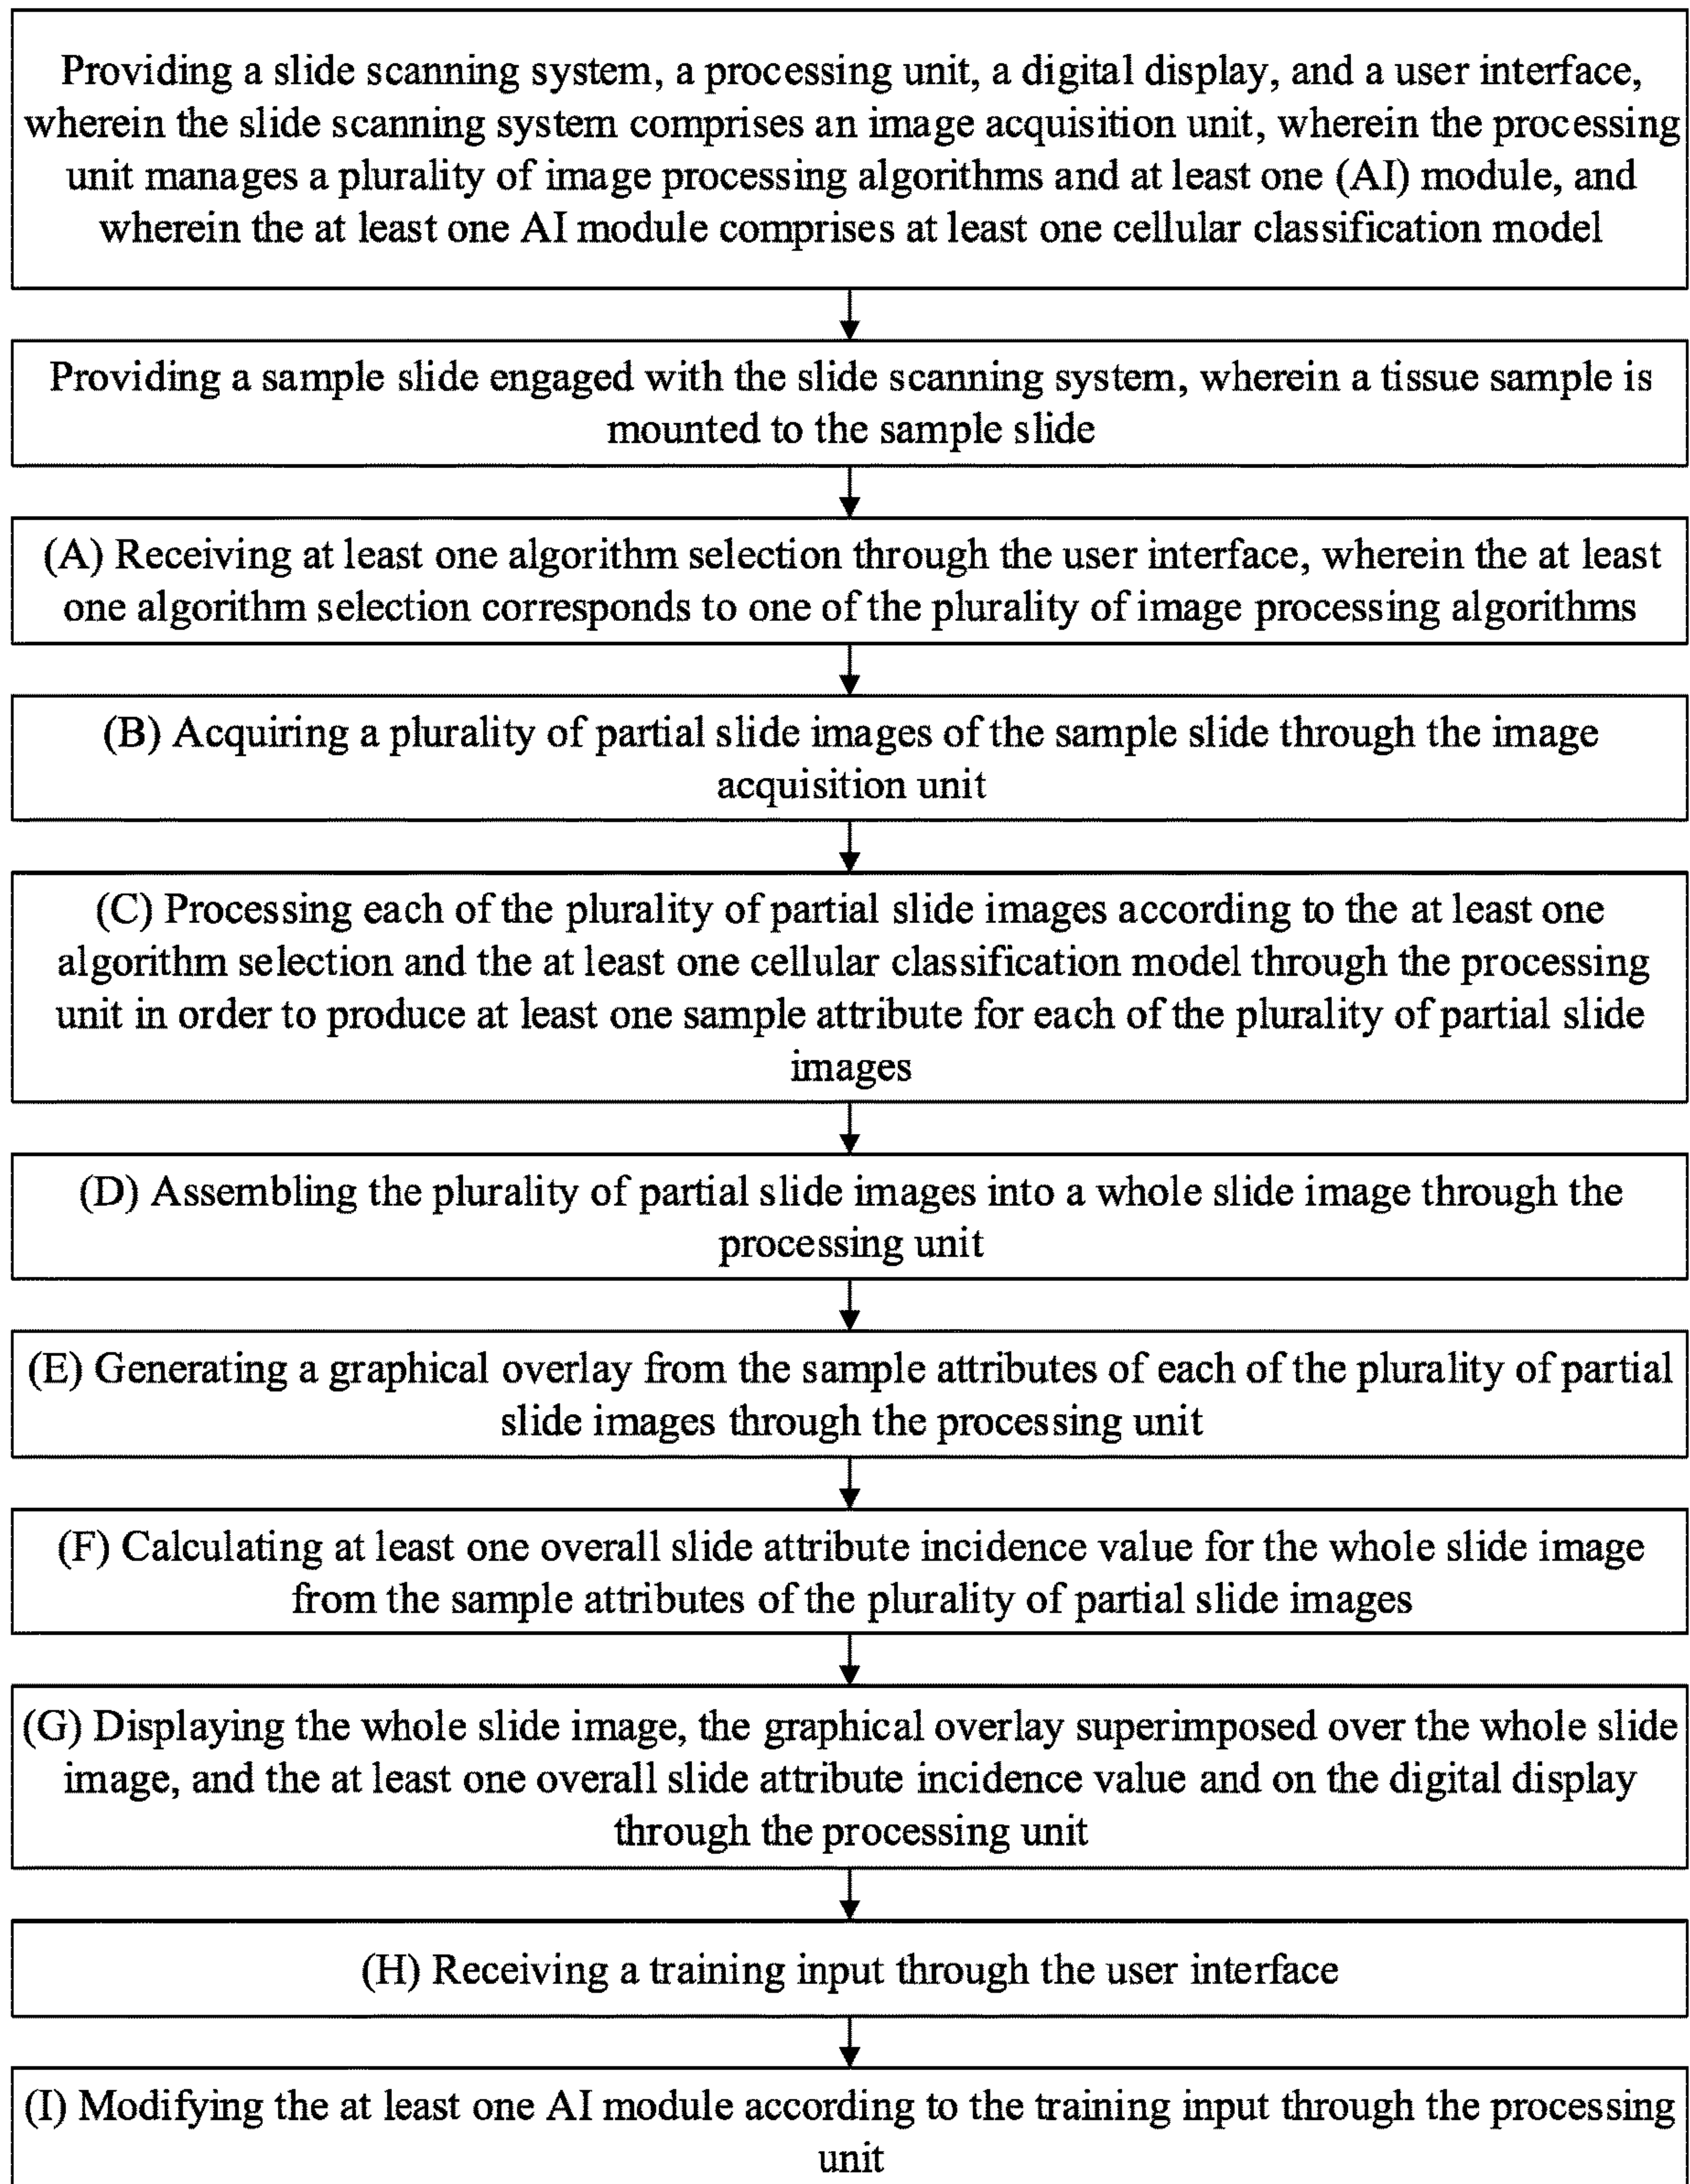 Providing a slide scanning system, a processing unit, a digital display, and a user interface,
wherein the slide scanning system comprises an image acquisition unit, wherein the processing
unit manages a plurality of image processing algorithms and at least one (AI) module, and
wherein the at least one AI module comprises at least one cellular classification model
Providing a sample slide engaged with the slide scanning system, wherein a tissue sample is
mounted to the sample slide
(A) Receiving at least one algorithm selection through the user interface, wherein the at least
one algorithm selection corresponds to one of the plurality of image processing algorithms
(B) Acquiring a plurality of partial slide images of the sample slide through the image
acquisition unit
(C) Processing each of the plurality of partial slide images according to the at least one
algorithm selection and the at least one cellular classification model through the processing
unit in order to produce at least one sample attribute for each of the plurality of partial slide
images
(D) Assembling the plurality of partial slide images into a whole slide image through the
processing unit
(E) Generating a graphical overlay from the sample attributes of each of the plurality of partial
slide images through the processing unit
(F) Calculating at least one overall slide attribute incidence value for the whole slide image
from the sample attributes of the plurality of partial slide images
(G) Displaying the whole slide image, the graphical overlay superimposed over the whole slide
image, and the at least one overall slide attribute incidence value and on the digital display
through the processing unit
(H) Receiving a training input through the user interface
(I) Modifying the at least one AI module according to the training input through the processing
unit